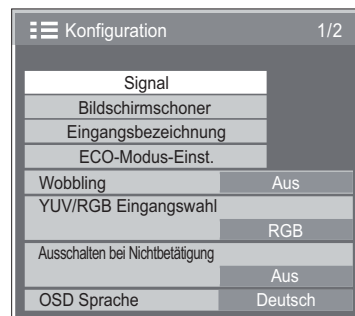 Konfiguration 1/2
Signal
Bildschirmschoner
Eingangsbezeichnung
ECO-Modus-Einst.
Wobbling Aus
YUV/RGB Eingangswahl
RGB
Ausschalten bei Nichtbetätigung
Aus
OSD Sprache Deutsch